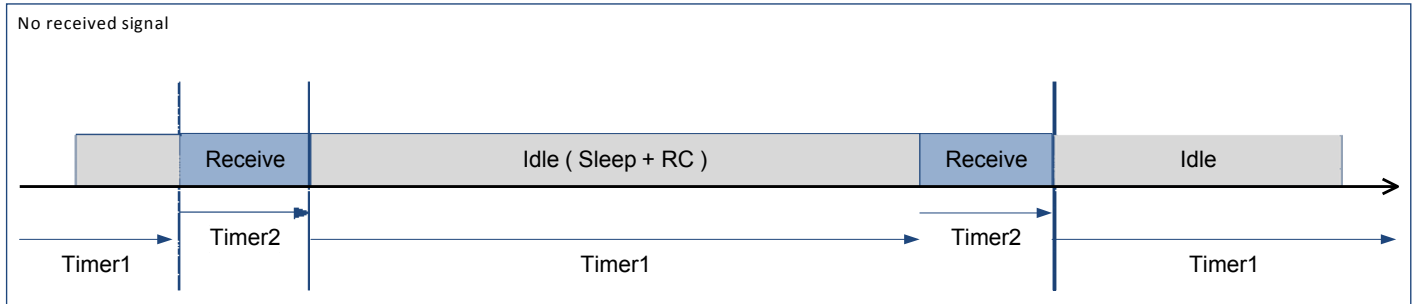 No received signal
Receive
Idle ( Sleep + RC )
Receive
Idle
Timer2
Timer2
Timer1
Timer1
Timer1